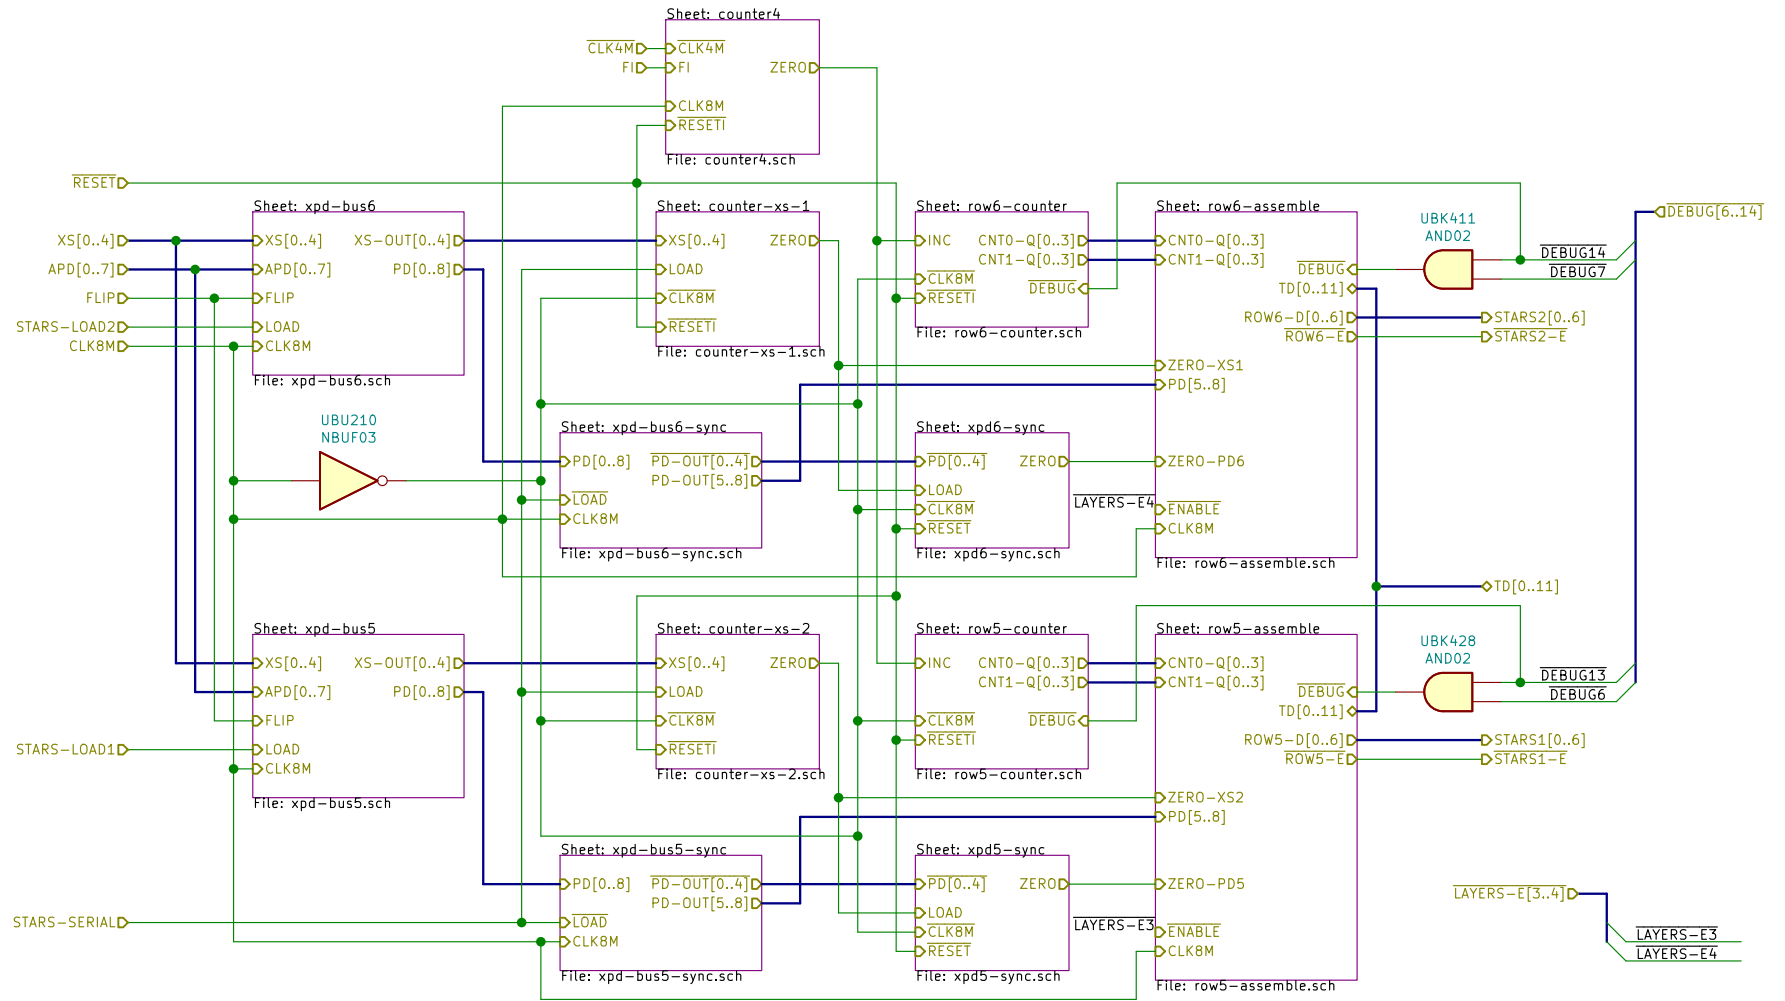 Sheet: counter4
CLK4M
FI
CLK4M
FI
ZERO
CLK8M
RESETI
File: counter4.sch
RESET
XS[0..4]
APD[0..7]
FLIP
STARS-LOAD2
CLK8M
Sheet: xpd-bus6
XS[0..4]
XS-OUT[0..4]
APD[0..7]
PD[0..8]
FLIP
LOAD
CLK8M
File: xpd-bus6.sch
Sheet: counter-xs-1
XS[0..4]
ZERO
LOAD
CLK8M
RESETI
File: counter-xs-1.sch
Sheet: row6-counter
INC
CNT0-Q[0..3]
CNT1-Q[0..3]
CLK8M
DEBUG
RESETI
File: row6-counter.sch
Sheet: row6-assemble
CNT0-Q[0..3]
CNT1-Q[0..3]
DEBUG
TD[0..11]
ROW6-D[0..6]
ROW6-E
ZERO-XS1
PD[5..8]
ZERO-PD6
ENABLE
CLK8M
File: row6-assemble.sch
LAYERS-E4
UBK411
AND02
DEBUG14
DEBUG7
DEBUG[6..14]
STARS2[0..6]
STARS2-E
UBU210
NBUF03
Sheet: xpd-bus6-sync
PD[0..8]
PD-OUT[0..4]
PD-OUT[5..8]
LOAD
CLK8M
File: xpd-bus6-sync.sch
Sheet: xpd6-sync
PD[0..4]
ZERO
LOAD
CLK8M
RESET
File: xpd6-sync.sch
TD[0..11]
STARS-LOAD1
Sheet: xpd-bus5
XS[0..4]
XS-OUT[0..4]
APD[0..7]
PD[0..8]
FLIP
LOAD
CLK8M
File: xpd-bus5.sch
Sheet: counter-xs-2
XS[0..4]
ZERO
LOAD
CLK8M
RESETI
File: counter-xs-2.sch
Sheet: row5-counter
INC
CNT0-Q[0..3]
CNT1-Q[0..3]
CLK8M
DEBUG
RESETI
File: row5-counter.sch
Sheet: row5-assemble
CNT0-Q[0..3]
CNT1-Q[0..3]
DEBUG
TD[0..11]
ROW5-D[0..6]
ROW5-E
ZERO-XS2
PD[5..8]
ZERO-PD5
ENABLE
CLK8M
File: row5-assemble.sch
LAYERS-E3
UBK428
AND02
DEBUG13
DEBUG6
STARS1[0..6]
STARS1-E
STARS-SERIAL
Sheet: xpd-bus5-sync
PD[0..8]
PD-OUT[0..4]
PD-OUT[5..8]
LOAD
CLK8M
File: xpd-bus5-sync.sch
Sheet: xpd5-sync
PD[0..4]
ZERO
LOAD
CLK8M
RESET
File: xpd5-sync.sch
LAYERS-E[3..4]
LAYERS-E3
LAYERS-E4